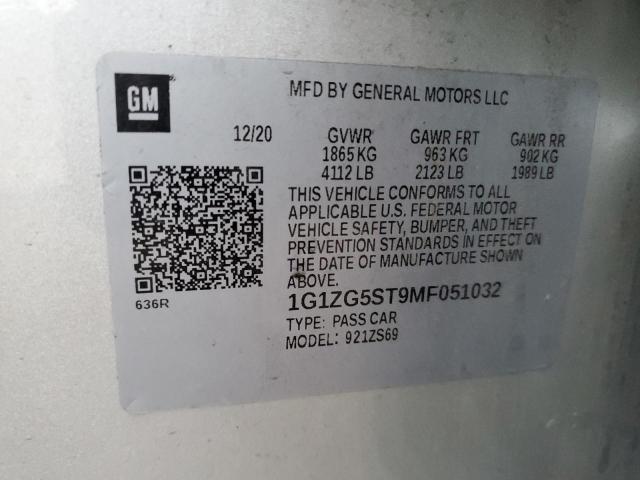 GM
MFD BY GENERAL MOTORS LLC
12/20 GVWR GAWR FRT GAWR RR
1865 KG 963 KG 902 KG
4112 LB 2123 LB 1989 LB
THIS VEHICLE CONFORMS TO ALL
APPLICABLE U.S. FEDERAL MOTOR
VEHICLE SAFETY, BUMPER, AND THEFT
PREVENTION STANDARDS IN EFFECT ON
THE DATE OF MANUFACTURE SHOWN
ABOVE.
1G1ZG5ST9MF051032
TYPE: PASS CAR
MODEL: 921ZS69
636R